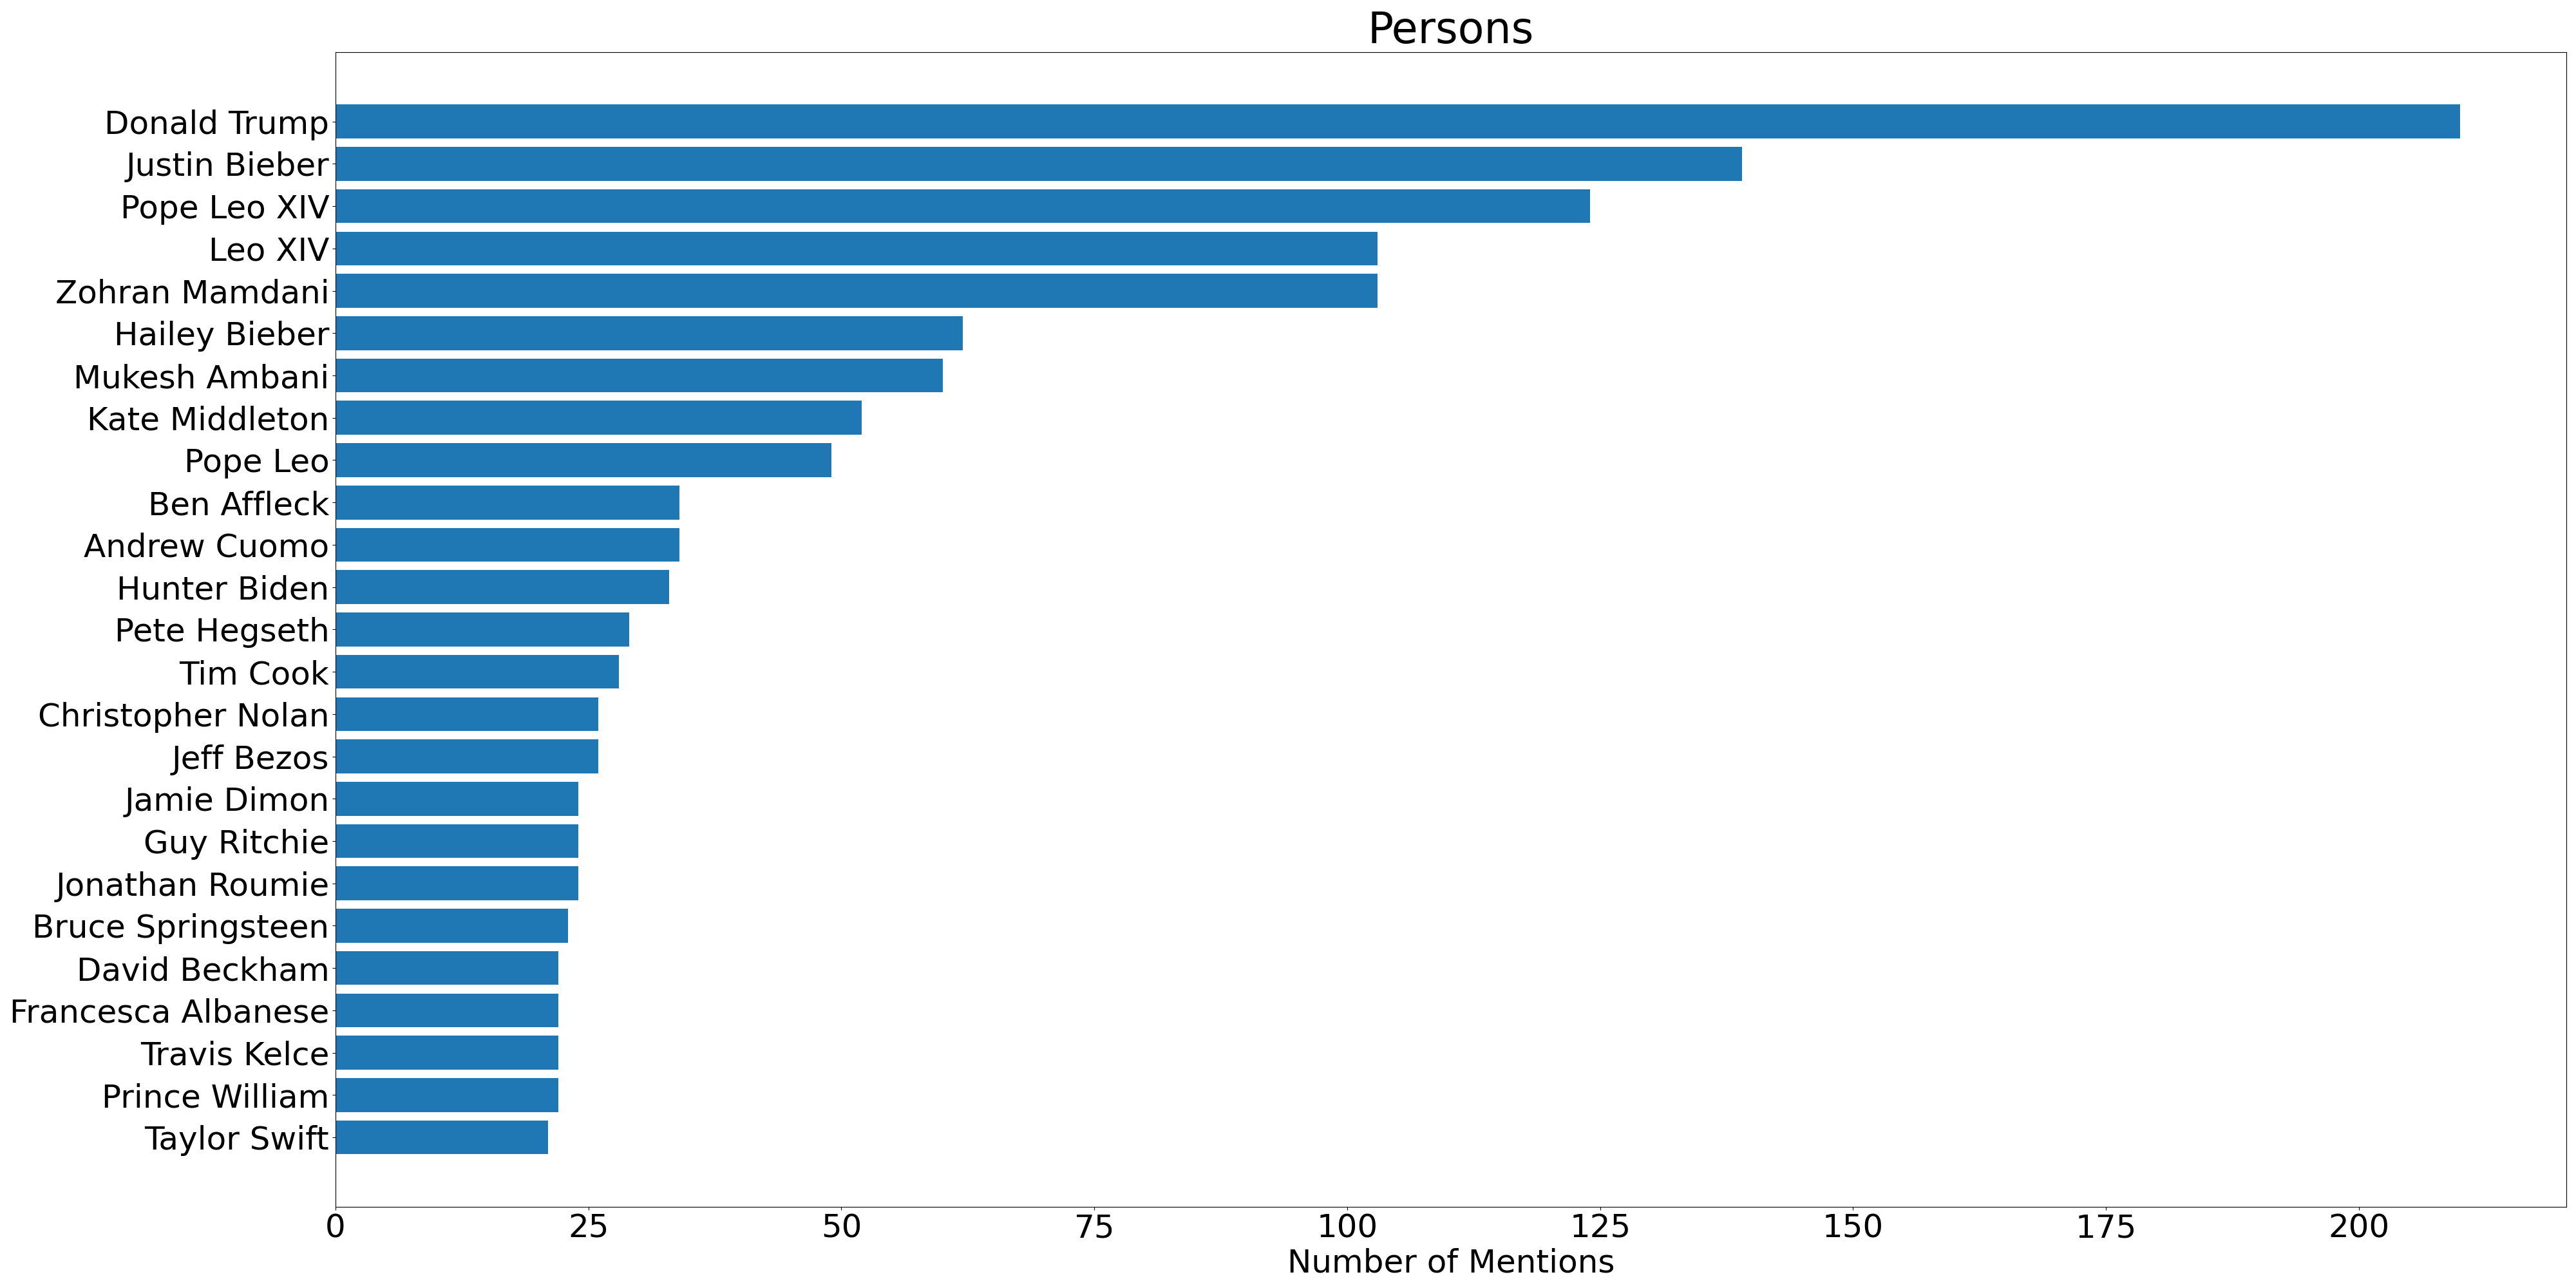 Persons
Donald Trump
Justin Bieber
Pope Leo XIV
Leo XIV
Zohran Mamdani
Hailey Bieber
Mukesh Ambani
Kate Middleton
Pope Leo
Ben Affleck
Andrew Cuomo
Hunter Biden
Pete Hegseth
Tim Cook
Christopher Nolan
Jeff Bezos
Jamie Dimon
Guy Ritchie
Jonathan Roumie
Bruce Springsteen
David Beckham
Francesca Albanese
Travis Kelce
Prince William
Taylor Swift
0 25 50 75 100 125 150 175 200
Number of Mentions